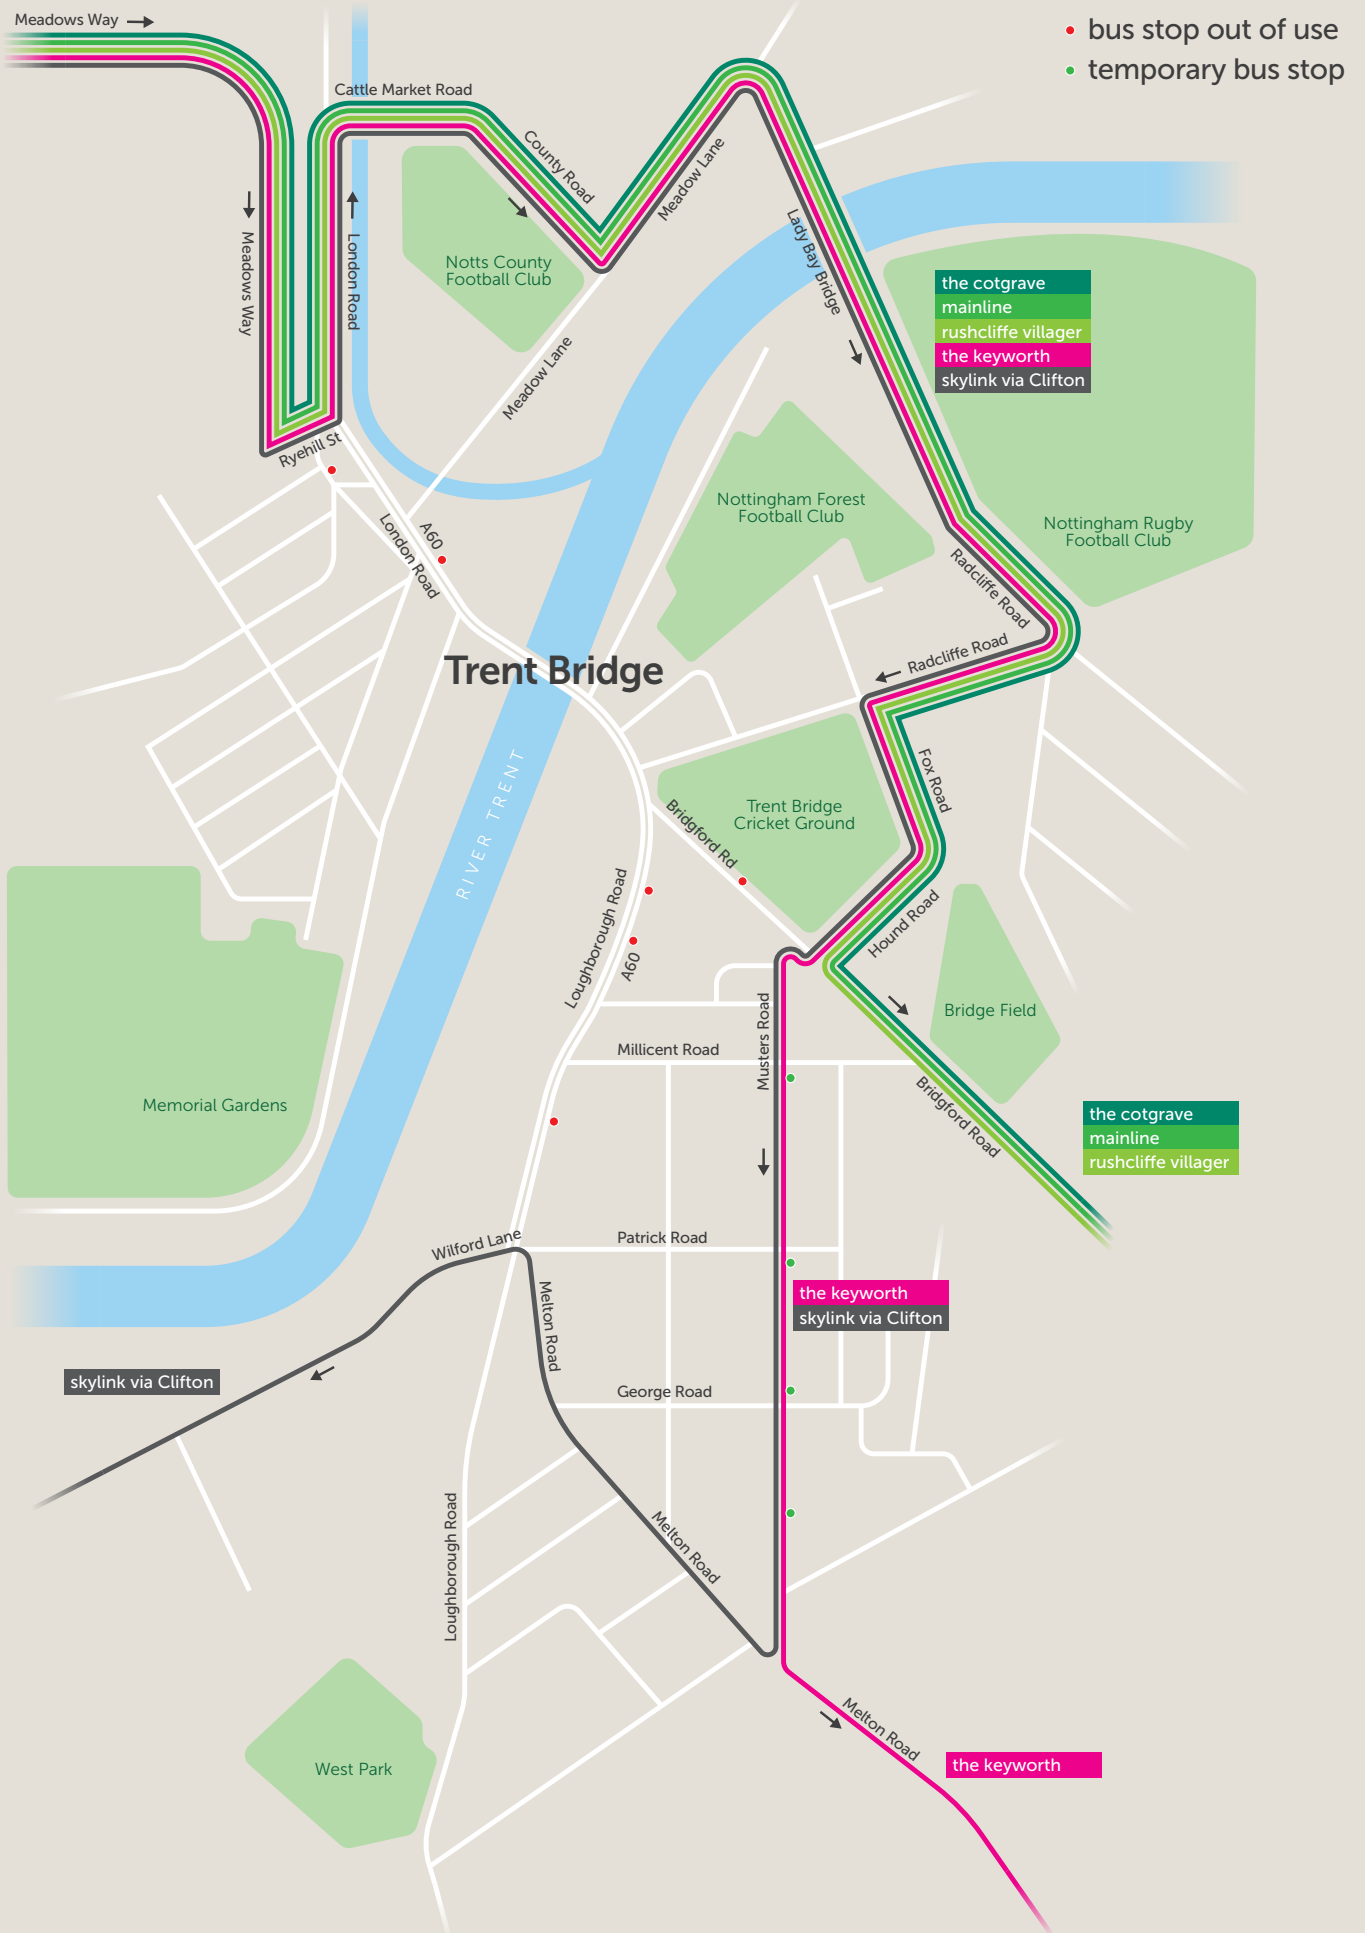 Meadows Way
bus stop out of use
temporary bus stop
Cattle Market Road
County Road
Meadow Lane
Meadows Way
London Road
Lady Bay Bridge
Notts County
Football Club
the cotgrave
mainline
rushcliffe villager
the keyworth
skylink via Clifton
Meadow Lane
Ryehill St
Nottingham Forest
Football Club
Nottingham Rugby
Football Club
A60
London Road
Radcliffe Road
Radcliffe Road
Trent Bridge
RIVER TRENT
Fox Road
Trent Bridge
Cricket Ground
Bridgford Rd
Loughborough Road
A60
Hound Road
Bridge Field
Musters Road
Millicent Road
Memorial Gardens
Bridgford Road
the cotgrave
mainline
rushcliffe villager
Wilford Lane
Patrick Road
Melton Road
the keyworth
skylink via Clifton
skylink via Clifton
George Road
Loughborough Road
Melton Road
West Park
Melton Road
the keyworth